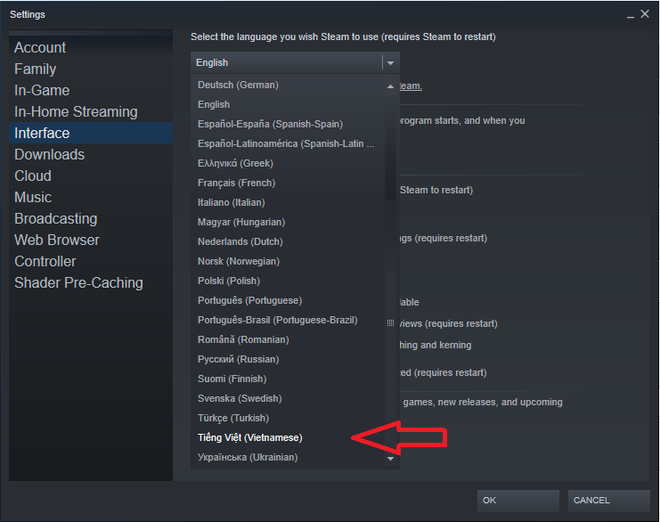 Settings
Account
Family
In-Game
In-Home Streaming
Interface
Downloads
Cloud
Music
Broadcasting
Web Browser
Controller
Shader Pre-Caching
Select the language you wish Steam to use (requires Steam to restart)
English
Deutsch (German)
English
Español-España (Spanish-Spain)
Español-Latinoamérica (Spanish-Latin ...
Ελληνικά (Greek)
Français (French)
Italiano (Italian)
Magyar (Hungarian)
Nederlands (Dutch)
Norsk (Norwegian)
Polski (Polish)
Português (Portuguese)
Português-Brasil (Portuguese-Brazil)
Română (Romanian)
Русский (Russian)
Suomi (Finnish)
Svenska (Swedish)
Türkçe (Turkish)
Tiếng Việt (Vietnamese)
Українська (Ukrainian)
eam.
program starts, and when you
Steam to restart)
ngs (requires restart)
lable
views (requires restart)
thing and kerning
ted (requires restart)
games, new releases, and upcoming
OK
CANCEL